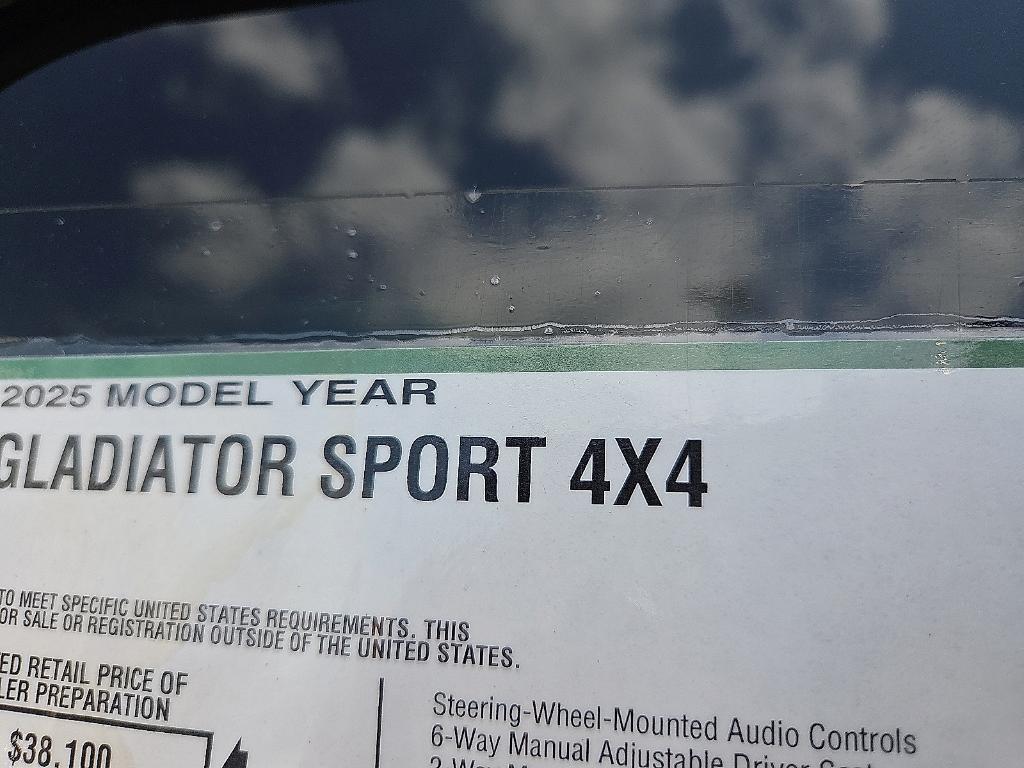 2025 MODEL YEAR
GLADIATOR SPORT 4X4
TO MEET SPECIFIC UNITED STATES REQUIREMENTS. THIS
OR SALE OR REGISTRATION OUTSIDE OF THE UNITED STATES.
ED RETAIL PRICE OF
LER PREPARATION
$38,100
Steering-Wheel-Mounted Audio Controls
6-Way Manual Adjustable Driver